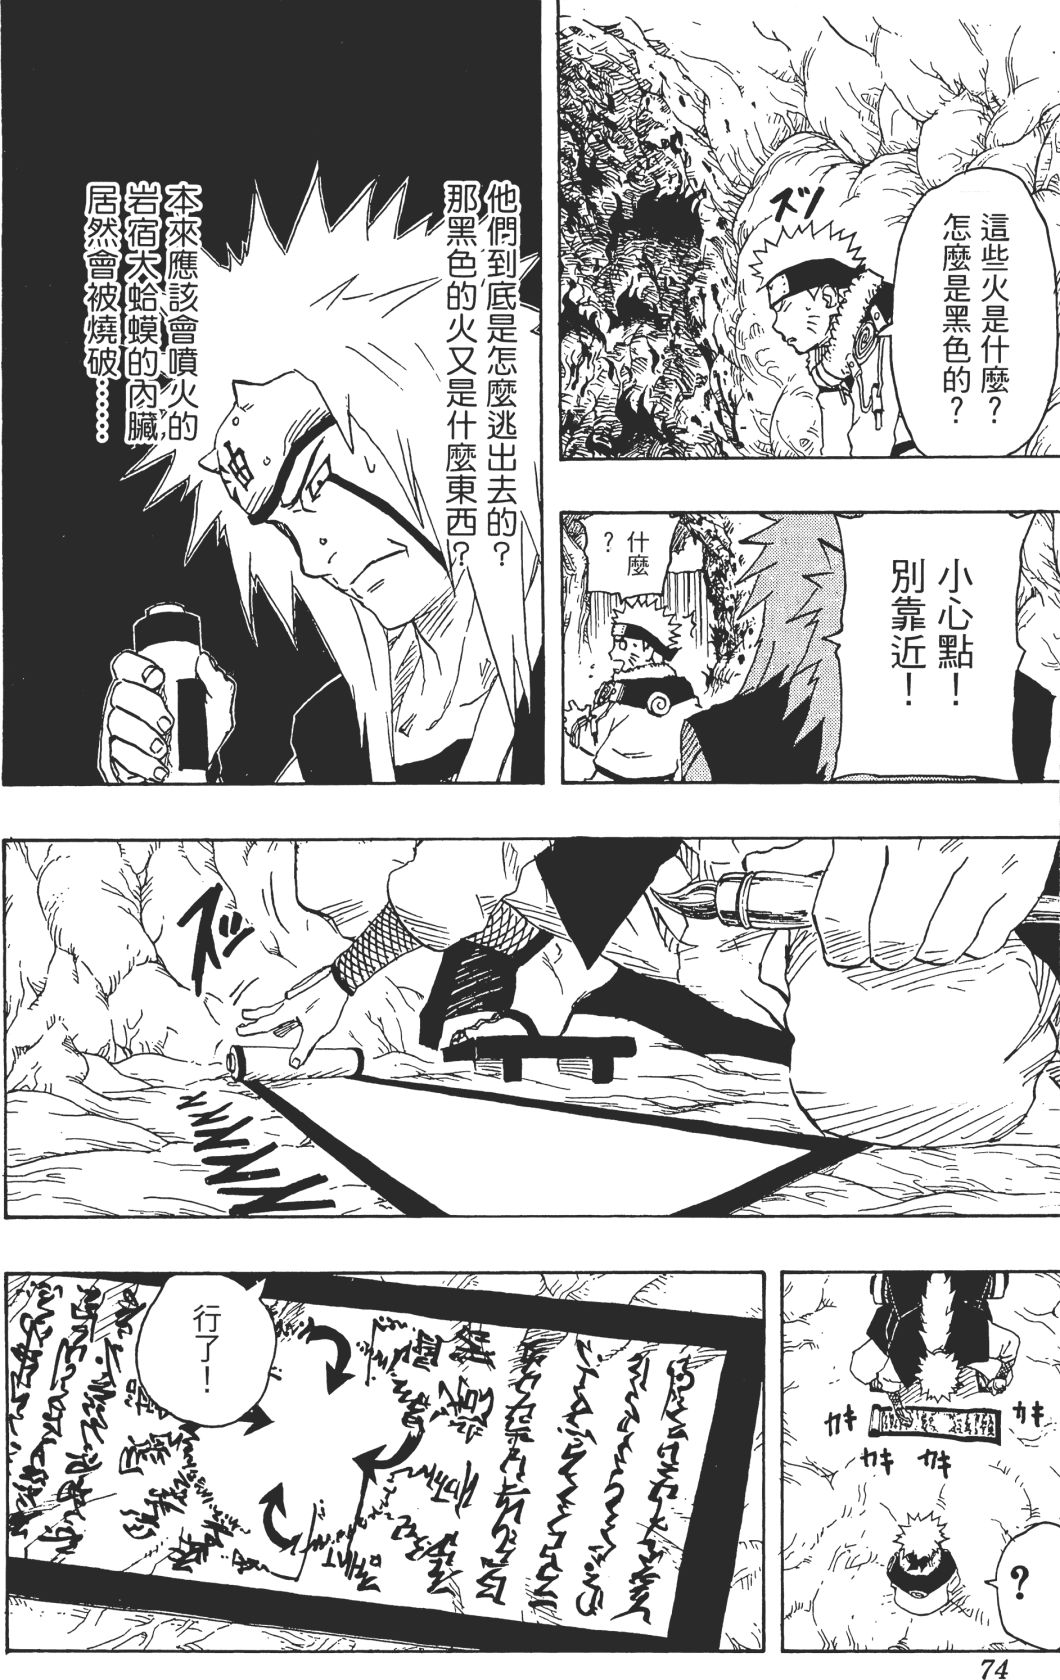 這些火是什麼？
怎麼是黑色的？
ズッ
小心點！
別靠近！
什麼
？
他們到底是怎麼逃出去的？
那黑色的火又是什麼東西？
本來應該會噴火的
岩宿大蛤蟆的內臟
居然會被燒破……
油
ズッ
カキ
カキ
カキ
カキ
？
行了！
74